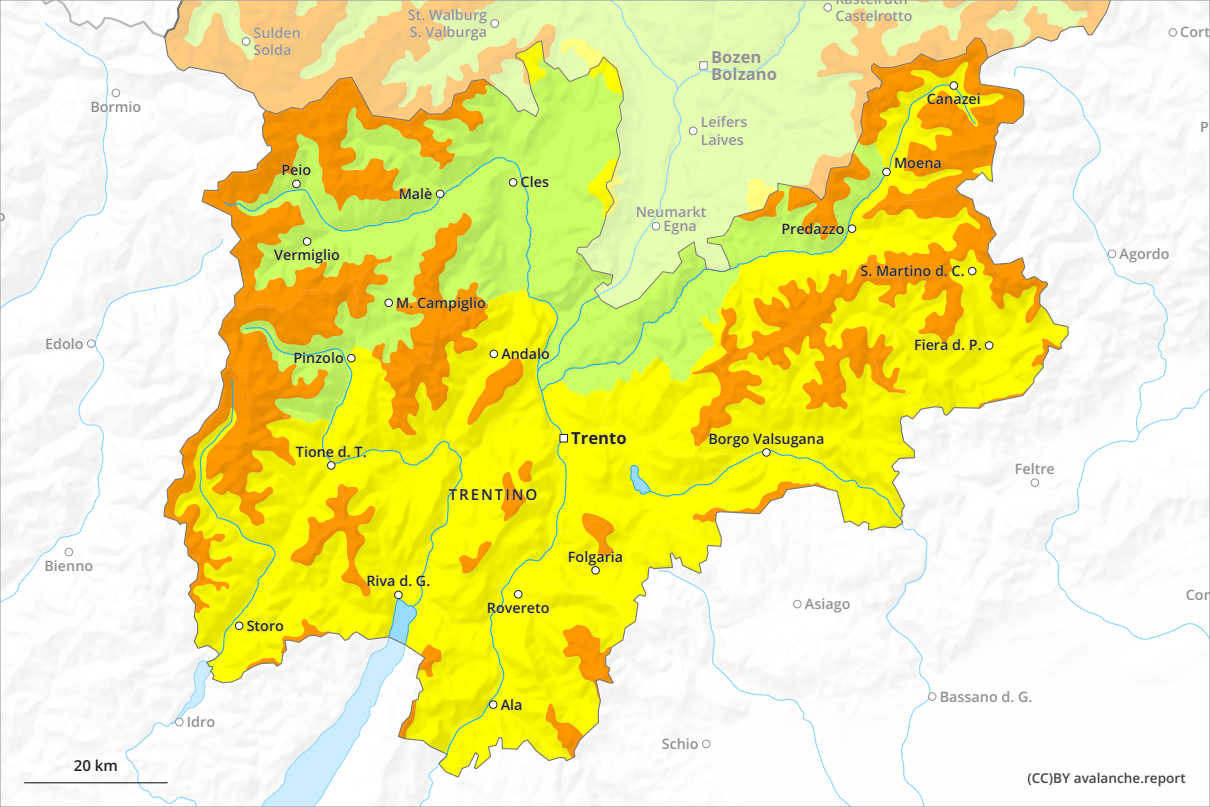 Kastelruth
Castelrotto
St. Walburg
S. Valburga
Sulden
Solda
Cort
Bozen
Bolzano
Bormio
Canazei
Leifers
Laives
Moena
Peio
Malè
Cles
Neumarkt
Egna
Predazzo
Vermiglio
Agordo
S. Martino d. C.
M. Campiglio
Edolo
Pinzolo
Andalo
Fiera d. P.
Trento
Borgo Valsugana
Tione d. T.
Feltre
TRENTINO
Bienno
Folgaria
Riva d. G.
Rovereto
Asiago
Cor
Storo
Bassano d. G.
Ala
Idro
Schio
20 km
(CC)BY avalanche.report